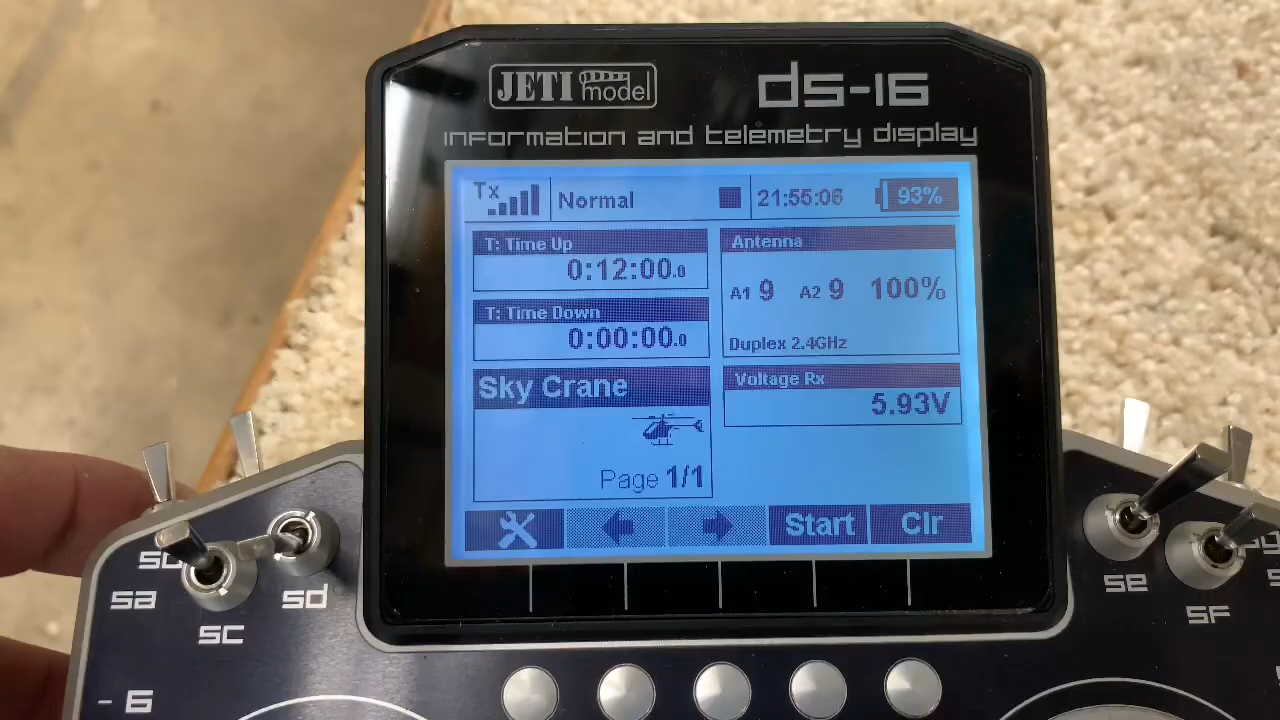 JETI model
ds-16
information and telemetry display
Tx
Normal
21:55:06
93%
T: Time Up
0:12:00.0
T: Time Down
0:00:00.0
Sky Crane
Page 1/1
Antenna
A1 9 A2 9 100%
Duplex 2.4GHz
Voltage Rx
5.93V
Start
Clr
sa
sc
sd
se
sf
- 6